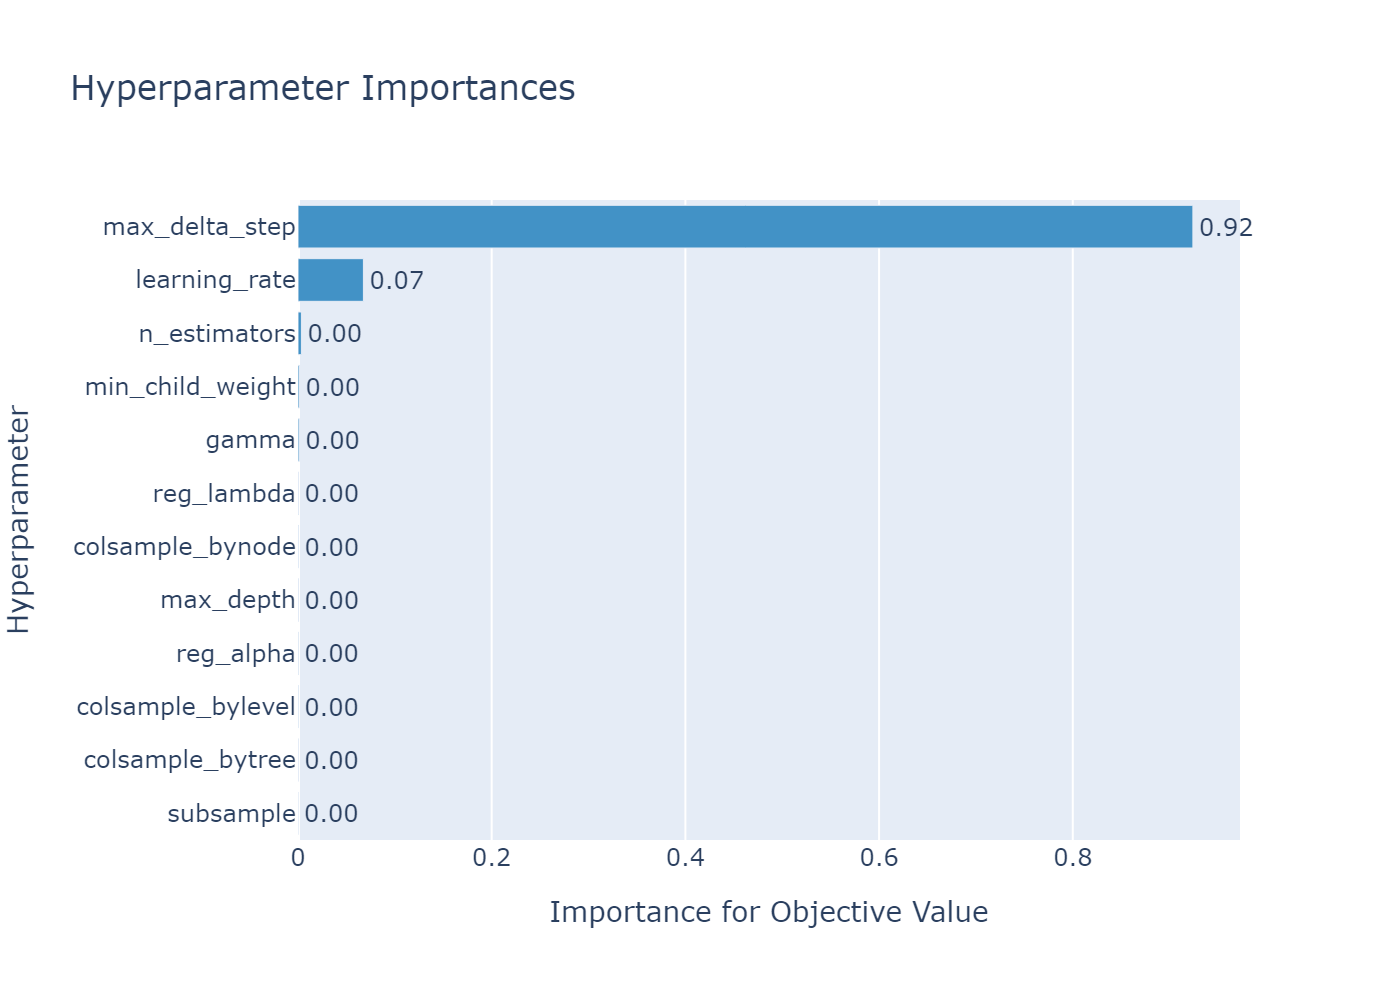 Hyperparameter Importances
Hyperparameter
max_delta_step 0.92
learning_rate 0.07
n_estimators 0.00
min_child_weight 0.00
gamma 0.00
reg_lambda 0.00
colsample_bynode 0.00
max_depth 0.00
reg_alpha 0.00
colsample_bylevel 0.00
colsample_bytree 0.00
subsample 0.00
0 0.2 0.4 0.6 0.8
Importance for Objective Value